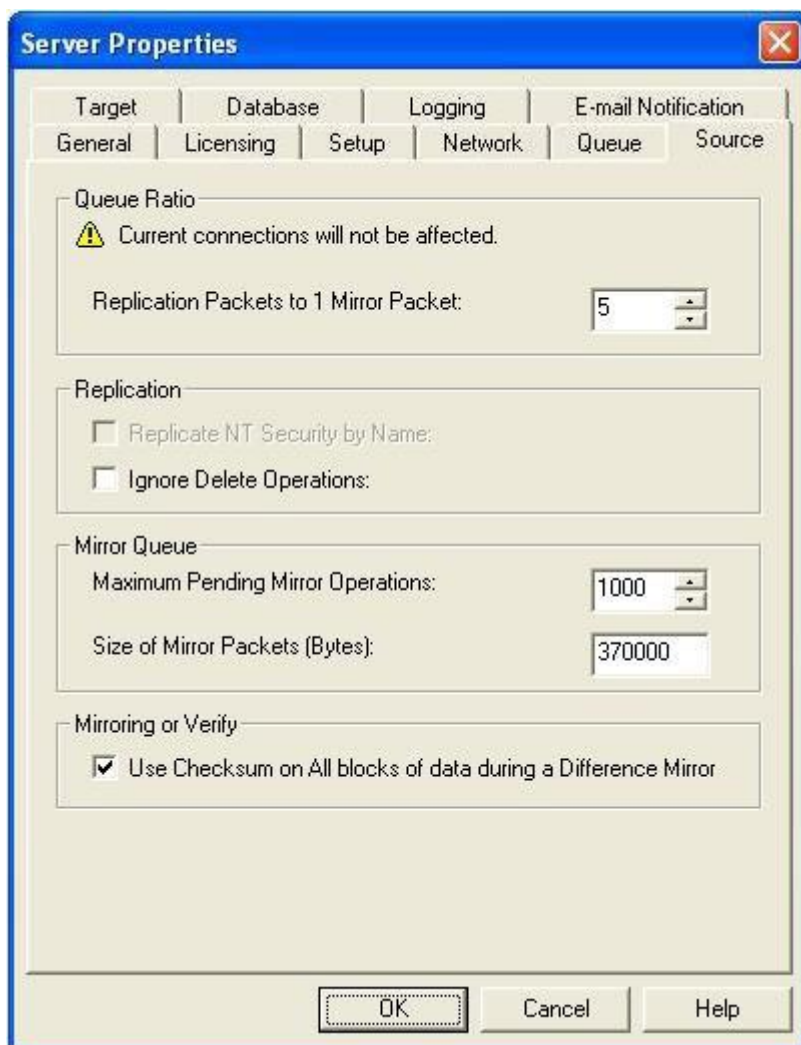 Server Properties
Target Database Logging E-mail Notification
General Licensing Setup Network Queue Source
Queue Ratio
Current connections will not be affected.
Replication Packets to 1 Mirror Packet: 5
Replication
Replicate NT Security by Name:
Ignore Delete Operations:
Mirror Queue
Maximum Pending Mirror Operations: 1000
Size of Mirror Packets (Bytes): 370000
Mirroring or Verify
Use Checksum on All blocks of data during a Difference Mirror
OK Cancel Help